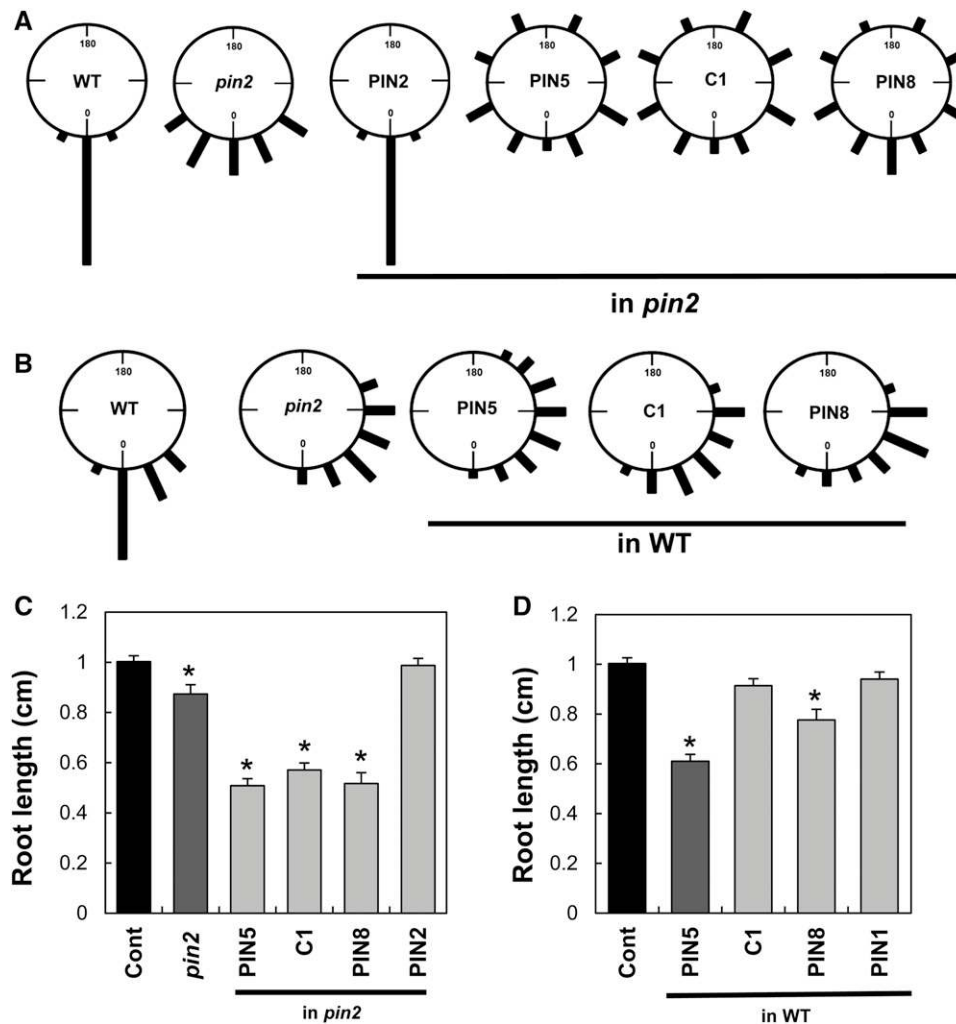 A
180
WT
0
180
pin2
0
180
PIN2
0
180
PIN5
0
180
C1
0
180
PIN8
0
in pin2
B
180
WT
0
180
pin2
0
180
PIN5
0
180
C1
0
180
PIN8
0
in WT
C
Root length (cm)
1.2
1
0.8
0.6
0.4
0.2
0
*
*
*
*
Cont
pin2
PIN5
C1
PIN8
PIN2
in pin2
D
Root length (cm)
1.2
1
0.8
0.6
0.4
0.2
0
*
*
Cont
PIN5
C1
PIN8
PIN1
in WT